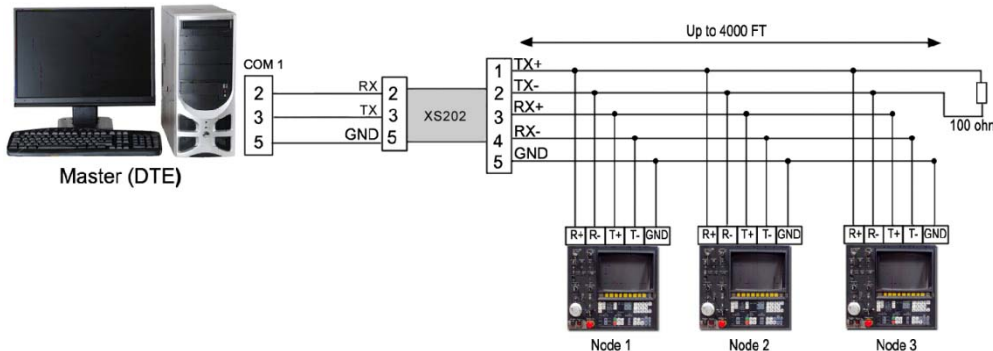 Up to 4000 FT
COM 1
2
3
5
RX
TX
GND
2
3
5
XS202
1
2
3
4
5
TX+
TX-
RX+
RX-
GND
100 ohm
Master (DTE)
R+ R- T+ T- GND
R+ R- T+ T- GND
R+ R- T+ T- GND
Node 1
Node 2
Node 3